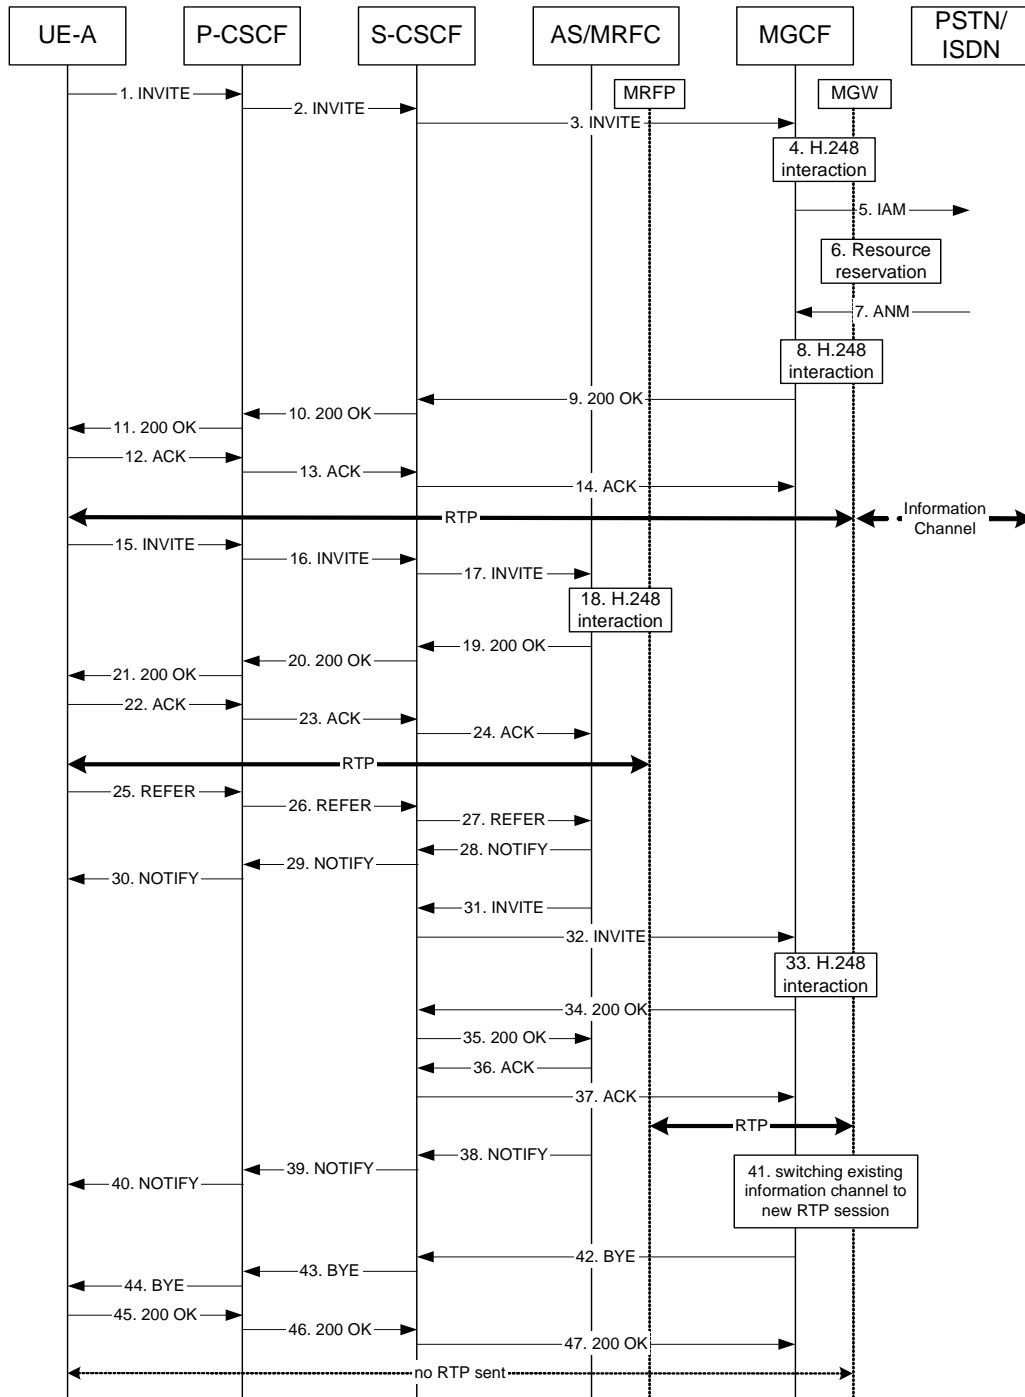 UE-A
P-CSCF
S-CSCF
AS/MRFC
MGCF
PSTN/
ISDN
MRFP
MGW
1. INVITE
2. INVITE
3. INVITE
4. H.248
interaction
5. IAM
6. Resource
reservation
7. ANM
8. H.248
interaction
9. 200 OK
10. 200 OK
11. 200 OK
12. ACK
13. ACK
14. ACK
RTP
Information
Channel
15. INVITE
16. INVITE
17. INVITE
18. H.248
interaction
19. 200 OK
20. 200 OK
21. 200 OK
22. ACK
23. ACK
24. ACK
RTP
25. REFER
26. REFER
27. REFER
28. NOTIFY
29. NOTIFY
30. NOTIFY
31. INVITE
32. INVITE
33. H.248
interaction
34. 200 OK
35. 200 OK
36. ACK
37. ACK
RTP
38. NOTIFY
39. NOTIFY
40. NOTIFY
41. switching existing
information channel to
new RTP session
42. BYE
43. BYE
44. BYE
45. 200 OK
46. 200 OK
47. 200 OK
no RTP sent